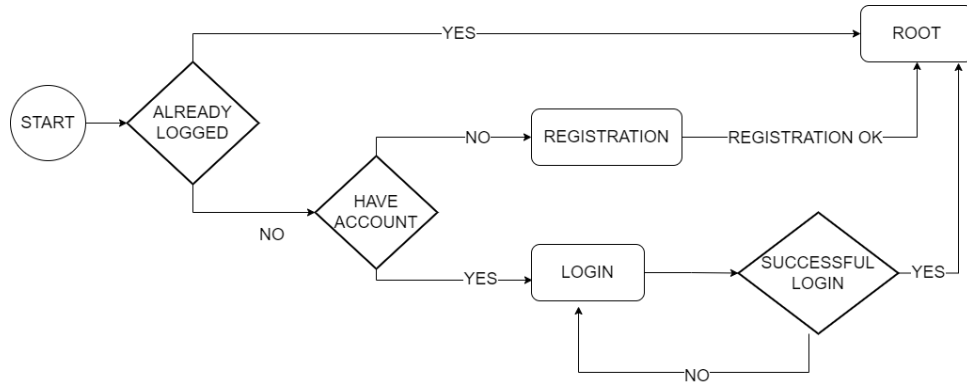 YES
ROOT
START
ALREADY
LOGGED
NO
REGISTRATION
REGISTRATION OK
HAVE
ACCOUNT
NO
YES
LOGIN
SUCCESSFUL
LOGIN
YES
NO